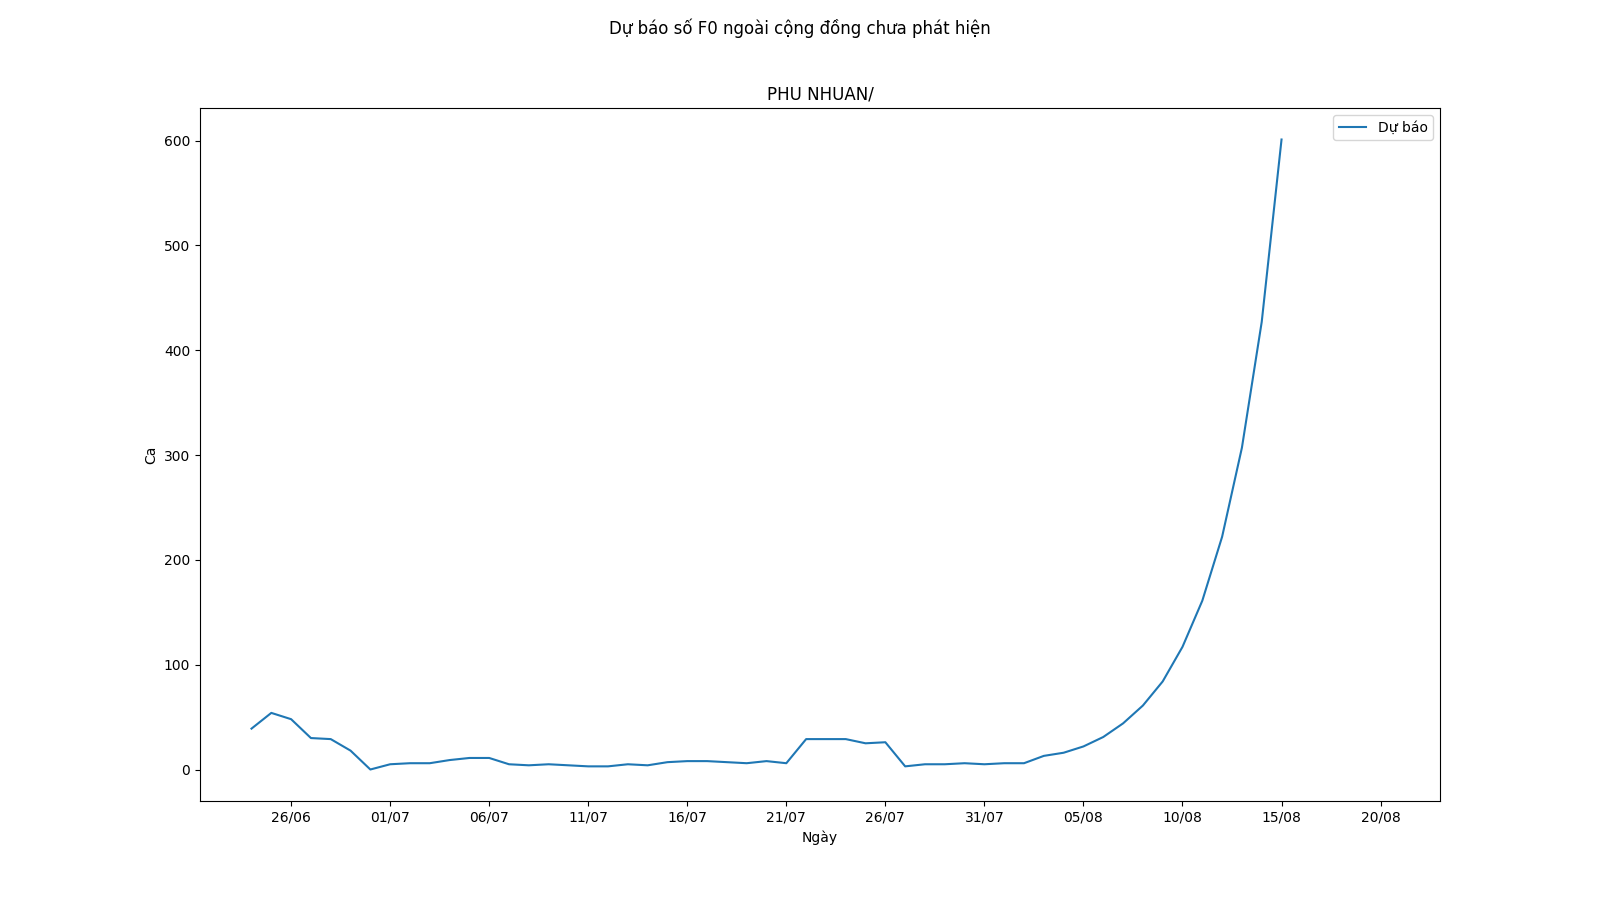 Dự báo số F0 ngoài cộng đồng chưa phát hiện
PHU NHUAN/
Dự báo
600
500
400
300
200
100
0
Ca
26/06 01/07 06/07 11/07 16/07 21/07 26/07 31/07 05/08 10/08 15/08 20/08
Ngày